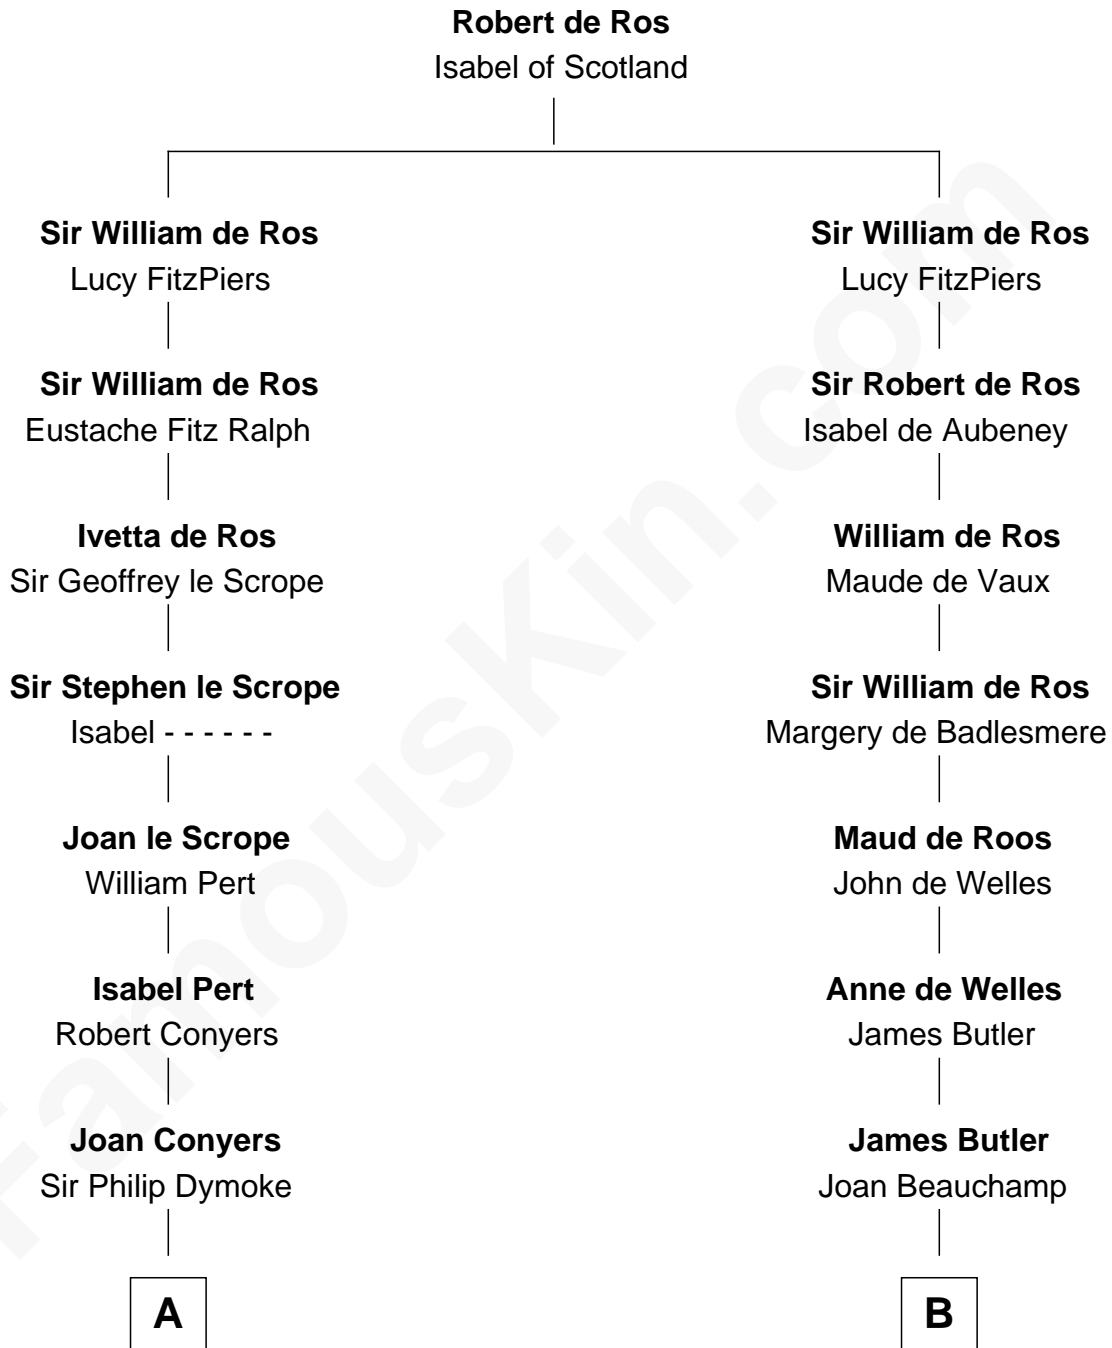 Robert de Ros
Isabel of Scotland
Sir William de Ros
Lucy FitzPiers
Sir William de Ros
Lucy FitzPiers
Sir William de Ros
Eustache Fitz Ralph
Sir Robert de Ros
Isabel de Aubeney
Ivetta de Ros
Sir Geoffrey le Scrope
William de Ros
Maude de Vaux
Sir Stephen le Scrope
Isabel - - - - - -
Sir William de Ros
Margery de Badlesmere
Joan le Scrope
William Pert
Maud de Roos
John de Welles
Isabel Pert
Robert Conyers
Anne de Welles
James Butler
Joan Conyers
Sir Philip Dymoke
James Butler
Joan Beauchamp
A
B
FamousKin.com